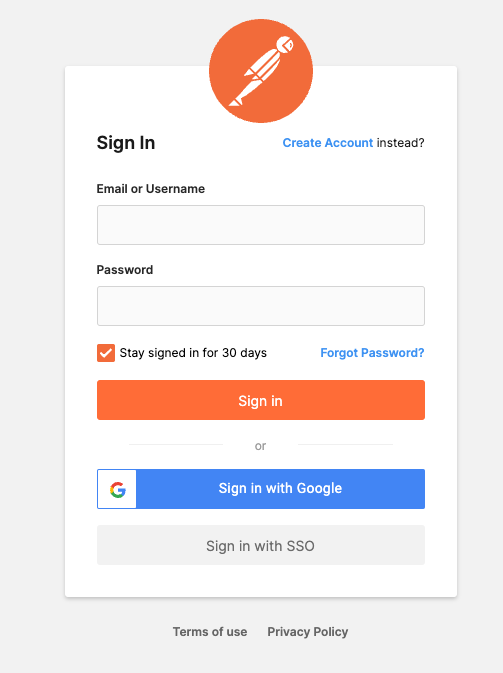 Sign In
Create Account instead?
Email or Username
Password
Stay signed in for 30 days
Forgot Password?
Sign in
or
Sign in with Google
Sign in with SSO
Terms of use
Privacy Policy